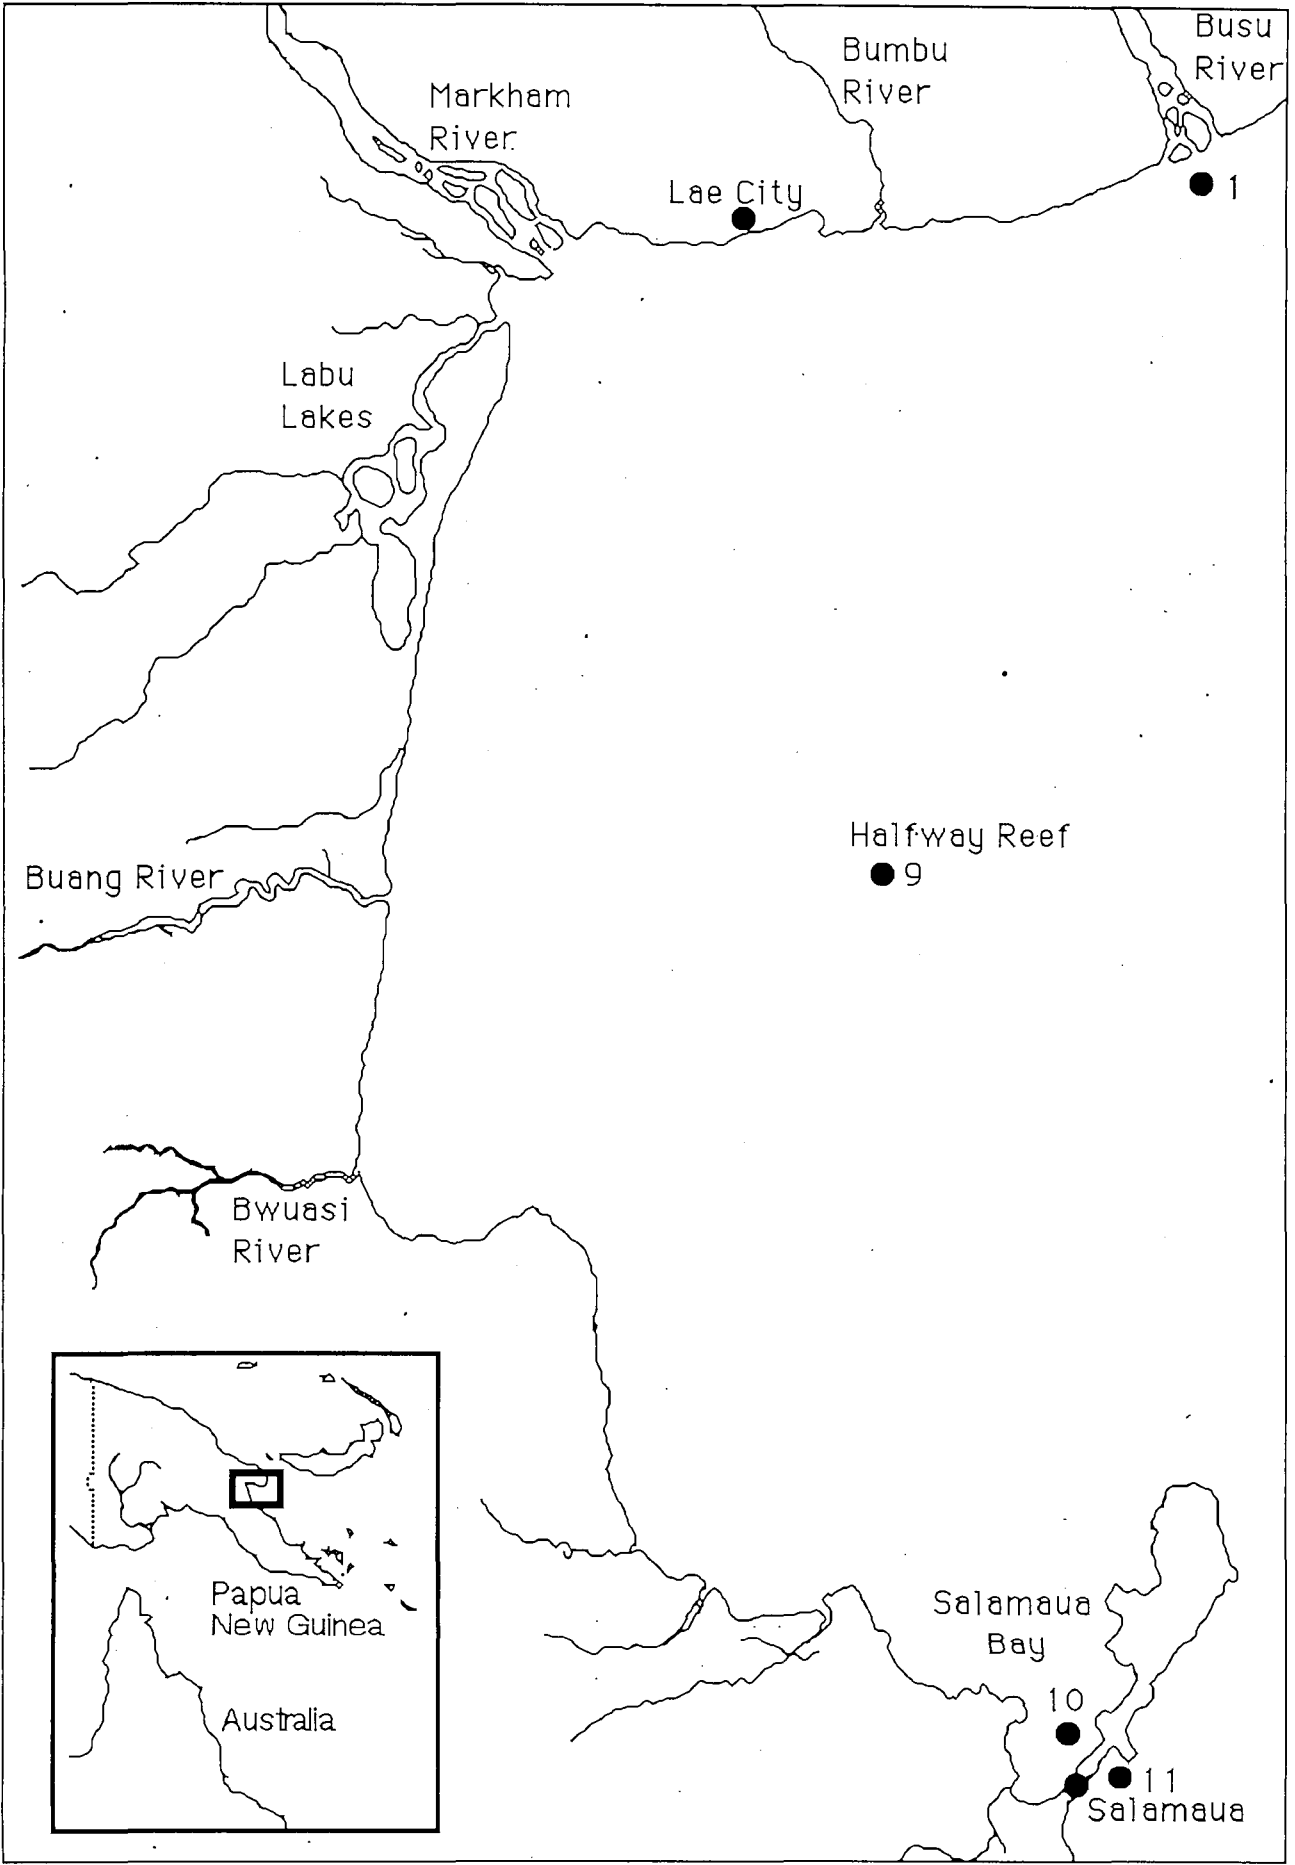 Busu
River
Bumbu
River
Markham
River
Lae City
1
Labu
Lakes
Halfway Reef
9
Buang River
Bwuasi
River
Papua
New Guinea
Australia
Salamaua
Bay
10
11
Salamaua